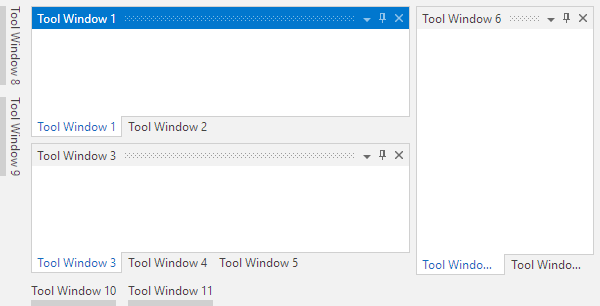 Tool Window 8
Tool Window 9
Tool Window 1
Tool Window 1
Tool Window 2
Tool Window 3
Tool Window 3
Tool Window 4
Tool Window 5
Tool Window 10
Tool Window 11
Tool Window 6
Tool Windo...
Tool Windo...